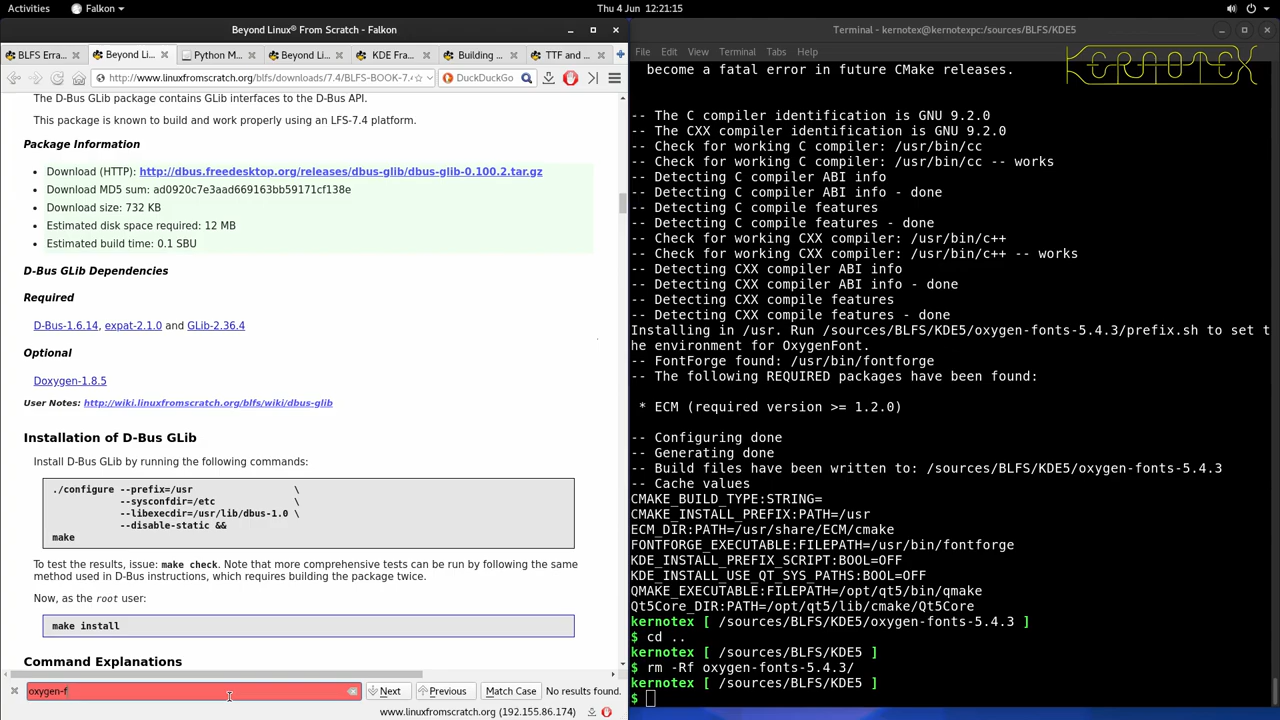 Activities
Falkon
Thu 4 Jun 12:21:15
Beyond Linux® From Scratch - Falkon
BLFS Erra...
Beyond Li...
Python M...
Beyond Li...
KDE Fra...
Building ...
TTF and ...
http://www.linuxfromscratch.org/blfs/downloads/7.4/BLFS-BOOK-7.4
DuckDuckGo
The D-Bus GLib package contains GLib interfaces to the D-Bus API.
This package is known to build and work properly using an LFS-7.4 platform.
Package Information
Download (HTTP): http://dbus.freedesktop.org/releases/dbus-glib/dbus-glib-0.100.2.tar.gz
Download MD5 sum: ad0920c7e3aad669163bb59171cf138e
Download size: 732 KB
Estimated disk space required: 12 MB
Estimated build time: 0.1 SBU
D-Bus GLib Dependencies
Required
D-Bus-1.6.14, expat-2.1.0 and GLib-2.36.4
Optional
Doxygen-1.8.5
User Notes: http://wiki.linuxfromscratch.org/blfs/wiki/dbus-glib
Installation of D-Bus GLib
Install D-Bus GLib by running the following commands:
./configure --prefix=/usr \
--sysconfdir=/etc \
--libexecdir=/usr/lib/dbus-1.0 \
--disable-static &&
make
To test the results, issue: make check. Note that more comprehensive tests can be run by following the same
method used in D-Bus instructions, which requires building the package twice.
Now, as the root user:
make install
Command Explanations
oxygen-f
Next
Previous
Match Case
No results found.
www.linuxfromscratch.org (192.155.86.174)
Terminal - kernotex@kernotexpc:/sources/BLFS/KDE5
File Edit View Terminal Tabs Help
KERNOTEX
become a fatal error in future CMake releases.
-- The C compiler identification is GNU 9.2.0
-- The CXX compiler identification is GNU 9.2.0
-- Check for working C compiler: /usr/bin/cc
-- Check for working C compiler: /usr/bin/cc -- works
-- Detecting C compiler ABI info
-- Detecting C compiler ABI info - done
-- Detecting C compile features
-- Detecting C compile features - done
-- Check for working CXX compiler: /usr/bin/c++
-- Check for working CXX compiler: /usr/bin/c++ -- works
-- Detecting CXX compiler ABI info
-- Detecting CXX compiler ABI info - done
-- Detecting CXX compile features
-- Detecting CXX compile features - done
Installing in /usr. Run /sources/BLFS/KDE5/oxygen-fonts-5.4.3/prefix.sh to set t
he environment for OxygenFont.
-- FontForge found: /usr/bin/fontforge
-- The following REQUIRED packages have been found:
* ECM (required version >= 1.2.0)
-- Configuring done
-- Generating done
-- Build files have been written to: /sources/BLFS/KDE5/oxygen-fonts-5.4.3
-- Cache values
CMAKE_BUILD_TYPE:STRING=
CMAKE_INSTALL_PREFIX:PATH=/usr
ECM_DIR:PATH=/usr/share/ECM/cmake
FONTFORGE_EXECUTABLE:FILEPATH=/usr/bin/fontforge
KDE_INSTALL_PREFIX_SCRIPT:BOOL=OFF
KDE_INSTALL_USE_QT_SYS_PATHS:BOOL=OFF
QMAKE_EXECUTABLE:FILEPATH=/opt/qt5/bin/qmake
Qt5Core_DIR:PATH=/opt/qt5/lib/cmake/Qt5Core
kernotex [ /sources/BLFS/KDE5/oxygen-fonts-5.4.3 ]
$ cd ..
kernotex [ /sources/BLFS/KDE5 ]
$ rm -Rf oxygen-fonts-5.4.3/
kernotex [ /sources/BLFS/KDE5 ]
$